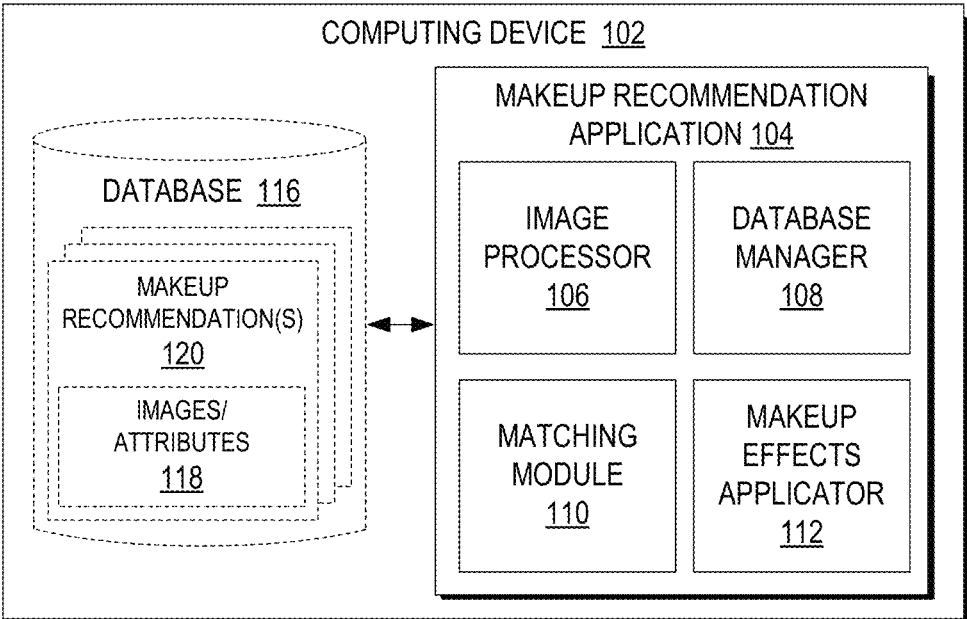 COMPUTING DEVICE 102
DATABASE 116
MAKEUP
RECOMMENDATION(S)
120
IMAGES/
ATTRIBUTES
118
MAKEUP RECOMMENDATION
APPLICATION 104
IMAGE
PROCESSOR
106
DATABASE
MANAGER
108
MATCHING
MODULE
110
MAKEUP
EFFECTS
APPLICATOR
112